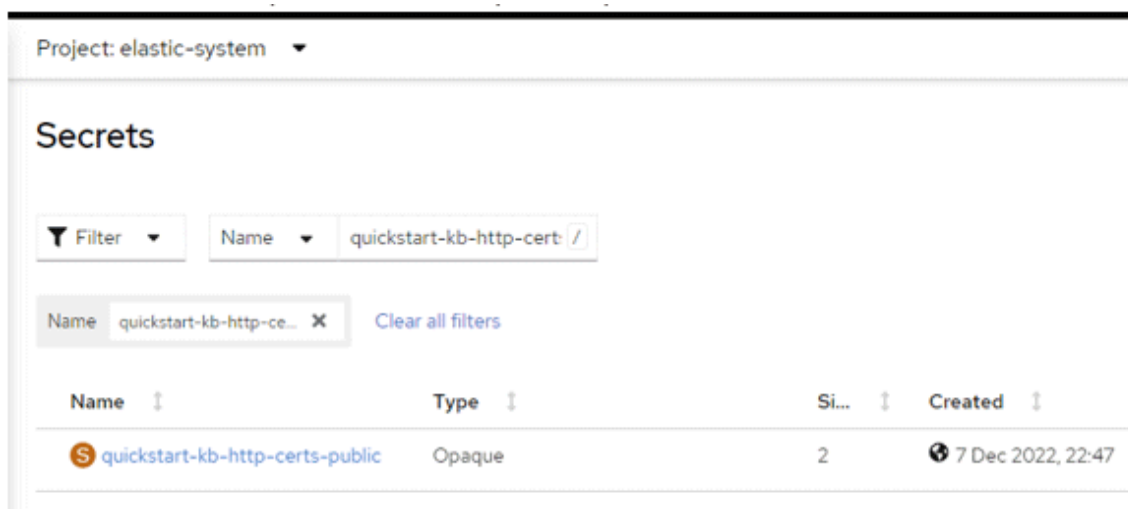 Project: elastic-system
Secrets
Filter Name quickstart-kb-http-cert /
Name quickstart-kb-http-ce... Clear all filters
Name Type Si... Created
S quickstart-kb-http-certs-public Opaque 2 7 Dec 2022, 22:47